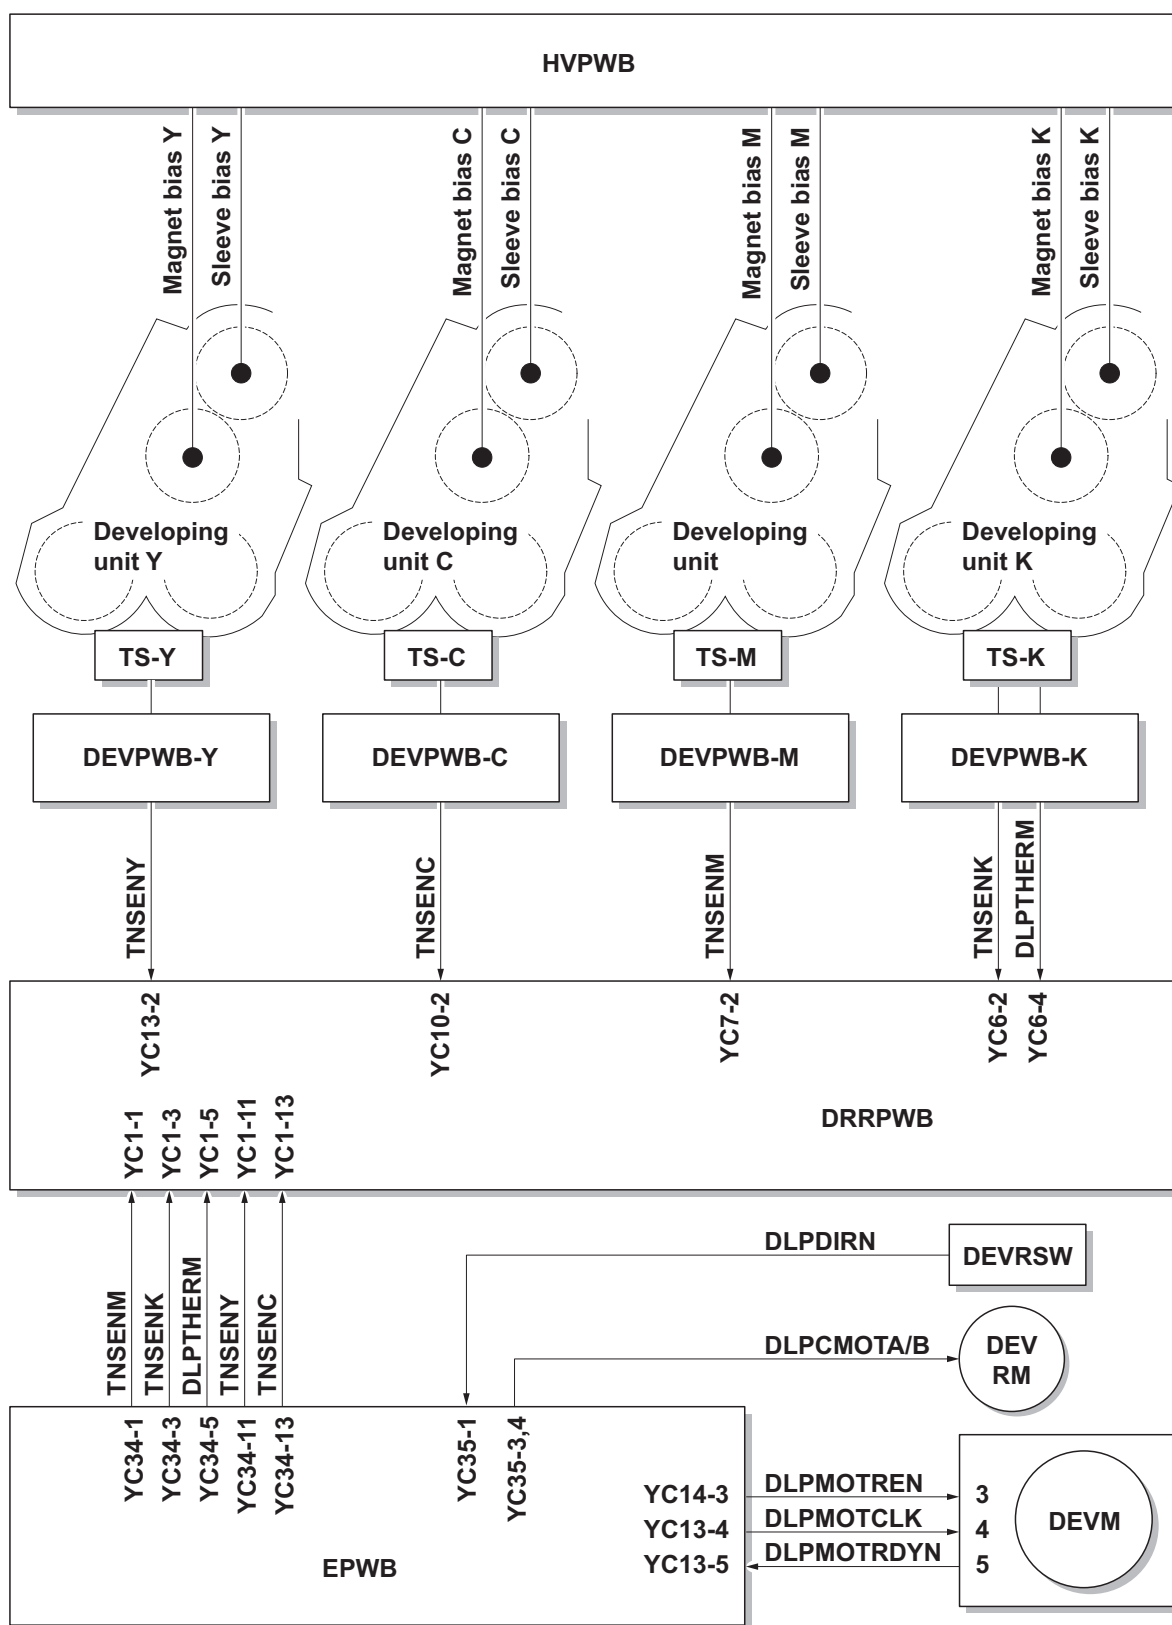 HVPWB
Magnet bias Y
Sleeve bias Y
Magnet bias C
Sleeve bias C
Magnet bias M
Sleeve bias M
Magnet bias K
Sleeve bias K
Developing
unit Y
Developing
unit C
Developing
unit
Developing
unit K
TS-Y
TS-C
TS-M
TS-K
DEVPWB-Y
DEVPWB-C
DEVPWB-M
DEVPWB-K
TNSENY
TNSENC
TNSENM
TNSENK
DLPTHERM
YC13-2
YC10-2
YC7-2
YC6-2
YC6-4
YC1-1
YC1-3
YC1-5
YC1-11
YC1-13
DRRPWB
TNSENM
TNSENK
DLPTHERM
TNSENY
TNSENC
DLPDIRN
DEVRSW
DLPCMOTA/B
DEV
RM
YC34-1
YC34-3
YC34-5
YC34-11
YC34-13
YC35-1
YC35-3,4
YC14-3
DLPMOTREN
3
YC13-4
DLPMOTCLK
4
DEVM
YC13-5
DLPMOTRDYN
5
EPWB